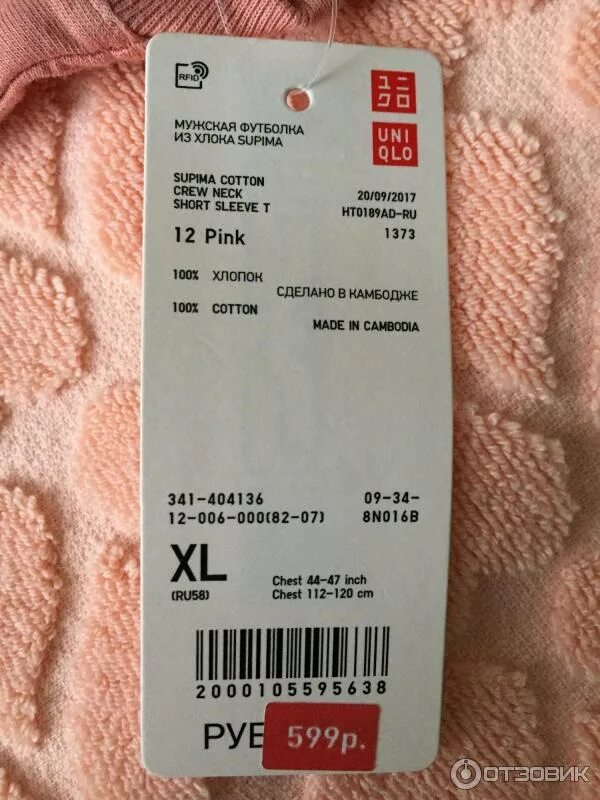 RFID
ユニ
クロ
UNI
QLO
МУЖСКАЯ ФУТБОЛКА
ИЗ ХЛОКА SUPIMA
SUPIMA COTTON
CREW NECK
SHORT SLEEVE T
20/09/2017
HT0189AD-RU
12 Pink
1373
100% ХЛОПОК
СДЕЛАНО В КАМБОДЖЕ
100% COTTON
MADE IN CAMBODIA
341-404136
09-34-
12-006-000(82-07)
8N016B
XL
(RU58)
Chest 44-47 inch
Chest 112-120 cm
2000105595638
РУБ
599р.
ОТЗОВИК